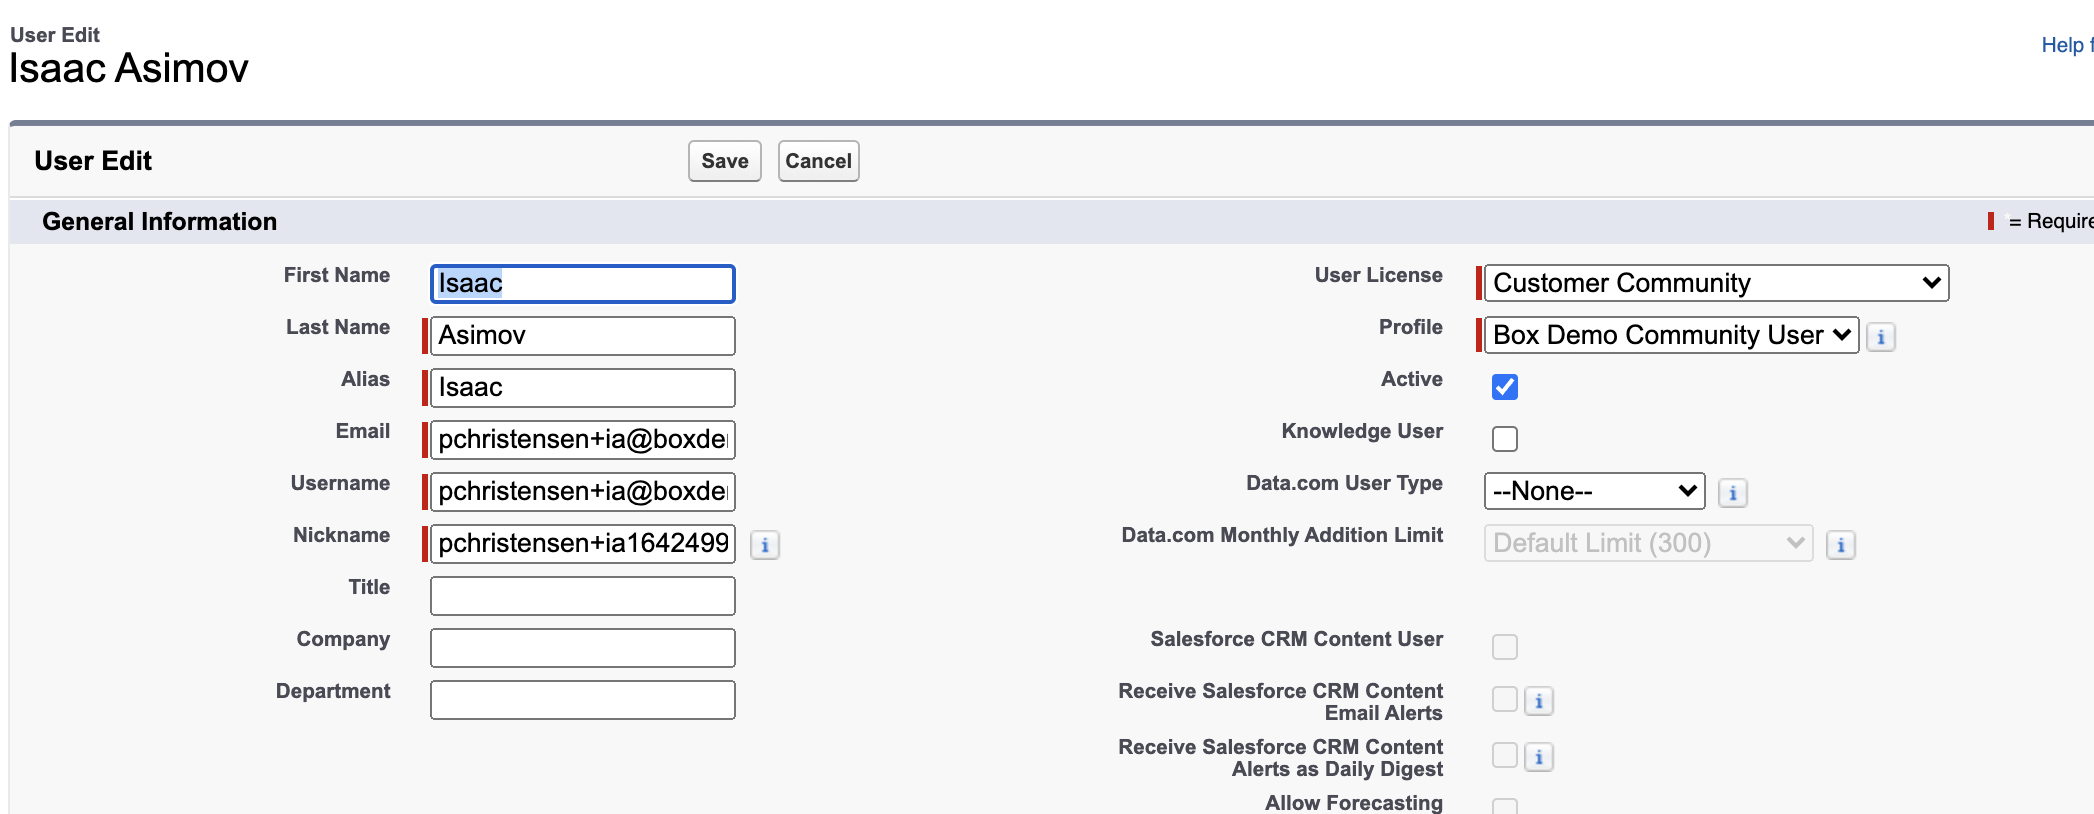 User Edit
Isaac Asimov
Help f
User Edit
Save
Cancel
General Information
= Require
First Name
Isaac
Last Name
Asimov
Alias
Isaac
Email
pchristensen+ia@boxde
Username
pchristensen+ia@boxde
Nickname
pchristensen+ia1642499
i
Title
Company
Department
User License
Customer Community
Profile
Box Demo Community User
i
Active
Knowledge User
Data.com User Type
--None--
i
Data.com Monthly Addition Limit
Default Limit (300)
i
Salesforce CRM Content User
Receive Salesforce CRM Content
Email Alerts
i
Receive Salesforce CRM Content
Alerts as Daily Digest
i
Allow Forecasting